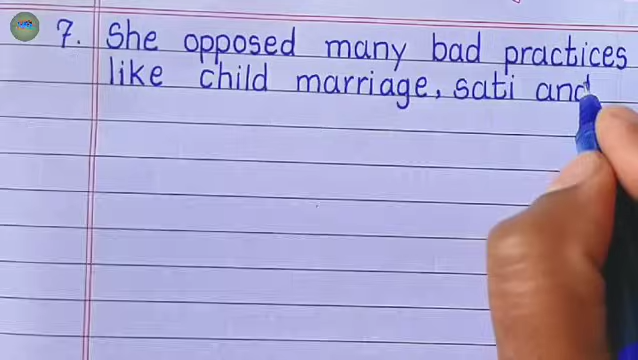 7. She opposed many bad practices
like child marriage, sati and